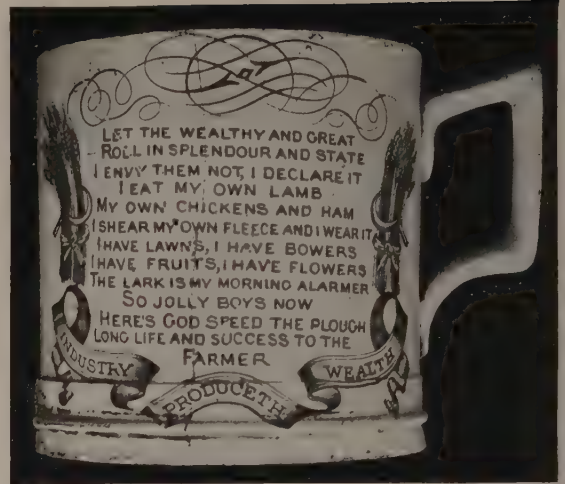 LET THE WEALTHY AND GREAT
ROLL IN SPLENDOUR AND STATE
I ENVY THEM NOT, I DECLARE IT
I EAT MY OWN LAMB
MY OWN CHICKENS AND HAM
I SHEAR MY OWN FLEECE AND I WEAR IT
I HAVE LAWNS, I HAVE BOWERS
I HAVE FRUITS, I HAVE FLOWERS
THE LARK IS MY MORNING ALARMER
SO JOLLY BOYS NOW
HERE'S GOD SPEED THE PLOUGH
LONG LIFE AND SUCCESS TO THE
FARMER
INDUSTRY
PRODUCETH
WEALTH